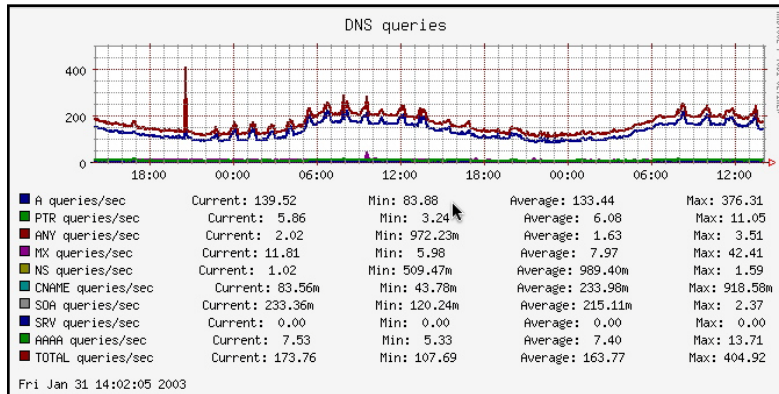 DNS queries
400
200
0
18:00 00:00 06:00 12:00 18:00 00:00 06:00 12:00
A queries/sec Current: 139.52 Min: 83.88 Average: 133.44 Max: 376.31
PTR queries/sec Current: 5.86 Min: 3.24 Average: 6.08 Max: 11.05
ANY queries/sec Current: 2.02 Min: 972.23m Average: 1.63 Max: 3.51
MX queries/sec Current: 11.81 Min: 5.98 Average: 7.97 Max: 42.41
NS queries/sec Current: 1.02 Min: 509.47m Average: 989.40m Max: 1.59
CNAME queries/sec Current: 83.56m Min: 43.78m Average: 233.98m Max: 918.58m
SOA queries/sec Current: 233.36m Min: 120.24m Average: 215.11m Max: 2.37
SRV queries/sec Current: 0.00 Min: 0.00 Average: 0.00 Max: 0.00
AAAA queries/sec Current: 7.53 Min: 5.33 Average: 7.40 Max: 13.71
TOTAL queries/sec Current: 173.76 Min: 107.69 Average: 163.77 Max: 404.92
Fri Jan 31 14:02:05 2003